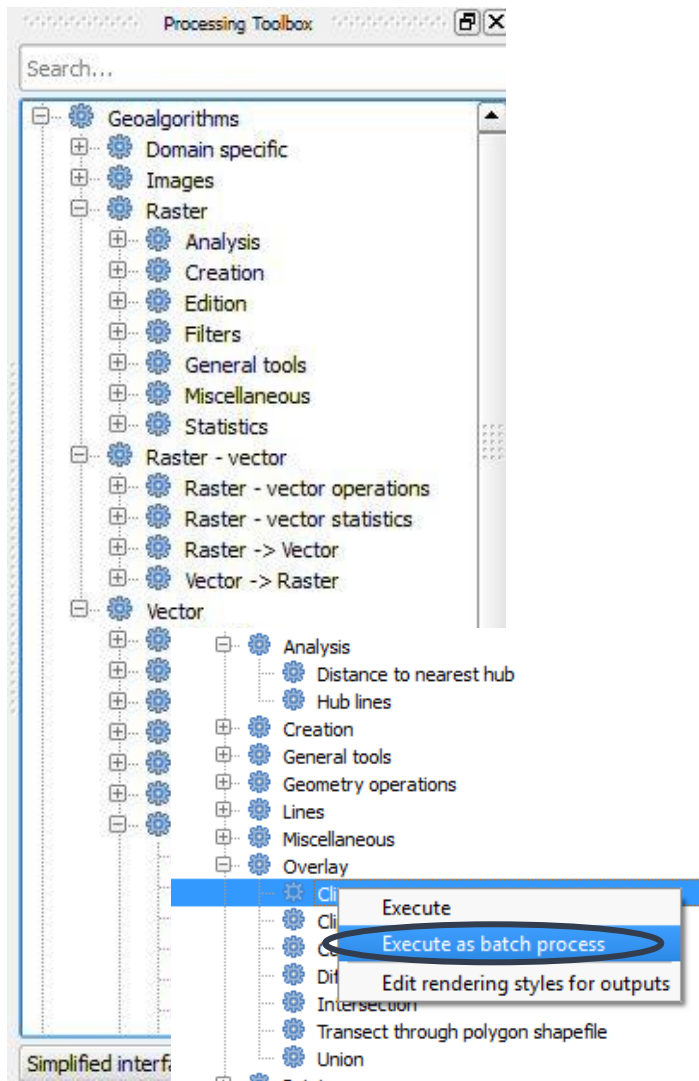 Processing Toolbox
Search...
Geoalgorithms
Domain specific
Images
Raster
Analysis
Creation
Edition
Filters
General tools
Miscellaneous
Statistics
Raster - vector
Raster - vector operations
Raster - vector statistics
Raster -> Vector
Vector -> Raster
Vector
Analysis
Distance to nearest hub
Hub lines
Creation
General tools
Geometry operations
Lines
Miscellaneous
Overlay
Execute
Execute as batch process
Edit rendering styles for outputs
Intersection
Transect through polygon shapefile
Union
Simplified